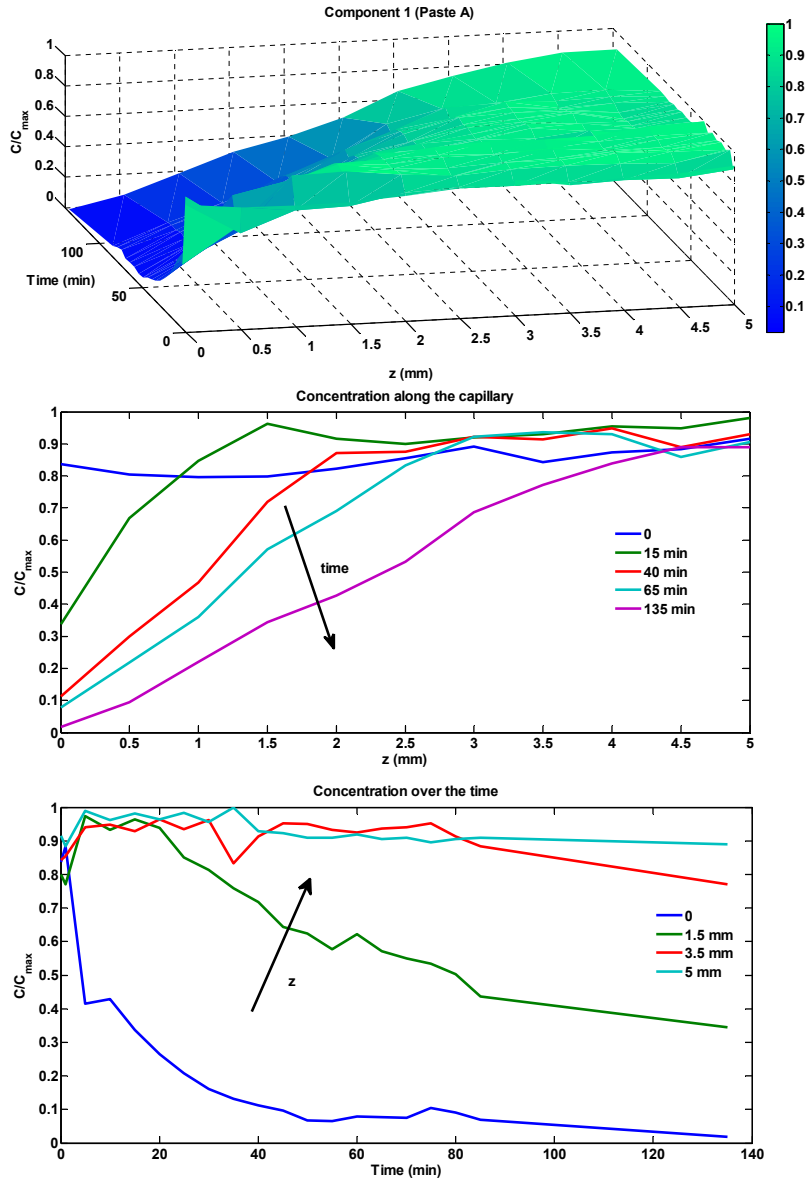 Component 1 (Paste A)
1
0.8
0.6
0.4
0.2
0
C/Cmax
100
50
0
Time (min)
0
0.5
1
1.5
2
2.5
3
3.5
4
4.5
5
z (mm)
1
0.9
0.8
0.7
0.6
0.5
0.4
0.3
0.2
0.1
Concentration along the capillary
1
0.9
0.8
0.7
0.6
0.5
0.4
0.3
0.2
0.1
0
C/Cmax
time
0
15 min
40 min
65 min
135 min
0 0.5 1 1.5 2 2.5 3 3.5 4 4.5 5
z (mm)
Concentration over the time
1
0.9
0.8
0.7
0.6
0.5
0.4
0.3
0.2
0.1
0
C/Cmax
z
0
1.5 mm
3.5 mm
5 mm
0 20 40 60 80 100 120 140
Time (min)